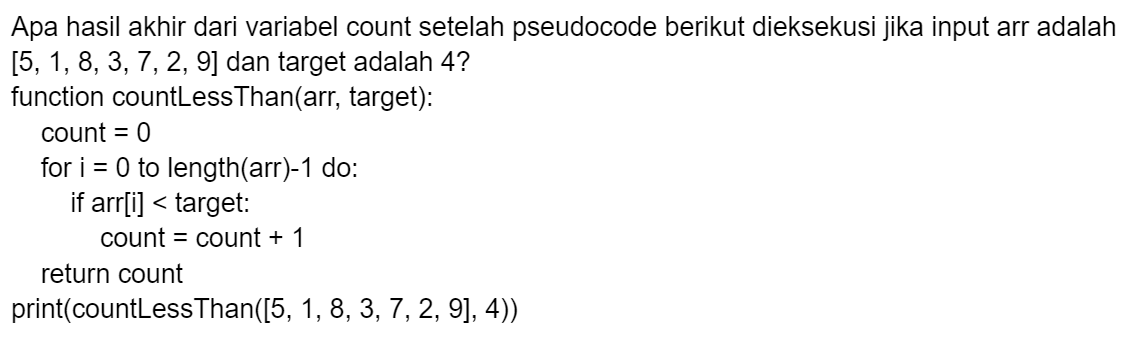 Apa hasil akhir dari variabel count setelah pseudocode berikut dieksekusi jika input arr adalah
[5, 1, 8, 3, 7, 2, 9] dan target adalah 4?
function countLessThan(arr, target):
count = 0
for i = 0 to length(arr)-1 do:
if arr[i] < target:
count = count + 1
return count
print(countLessThan([5, 1, 8, 3, 7, 2, 9], 4))